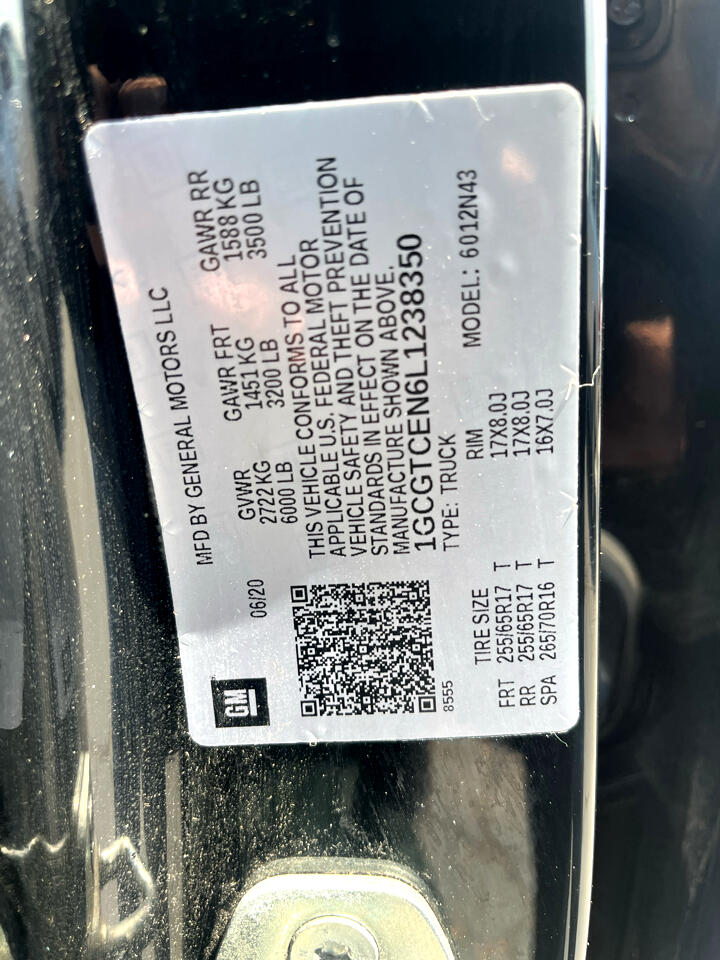 GM
MFD BY GENERAL MOTORS LLC
06/20
GVWR GAWR FRT GAWR RR
2722 KG 1451 KG 1588 KG
6000 LB 3200 LB 3500 LB
THIS VEHICLE CONFORMS TO ALL
APPLICABLE U.S. FEDERAL MOTOR
VEHICLE SAFETY AND THEFT PREVENTION
STANDARDS IN EFFECT ON THE DATE OF
MANUFACTURE SHOWN ABOVE.
1GCGTCEN6L1238350
8555
TYPE: TRUCK MODEL: 6012N43
TIRE SIZE RIM
FRT 255/65R17 T 17X8.0J
RR 255/65R17 T 17X8.0J
SPA 265/70R16 T 16X7.0J